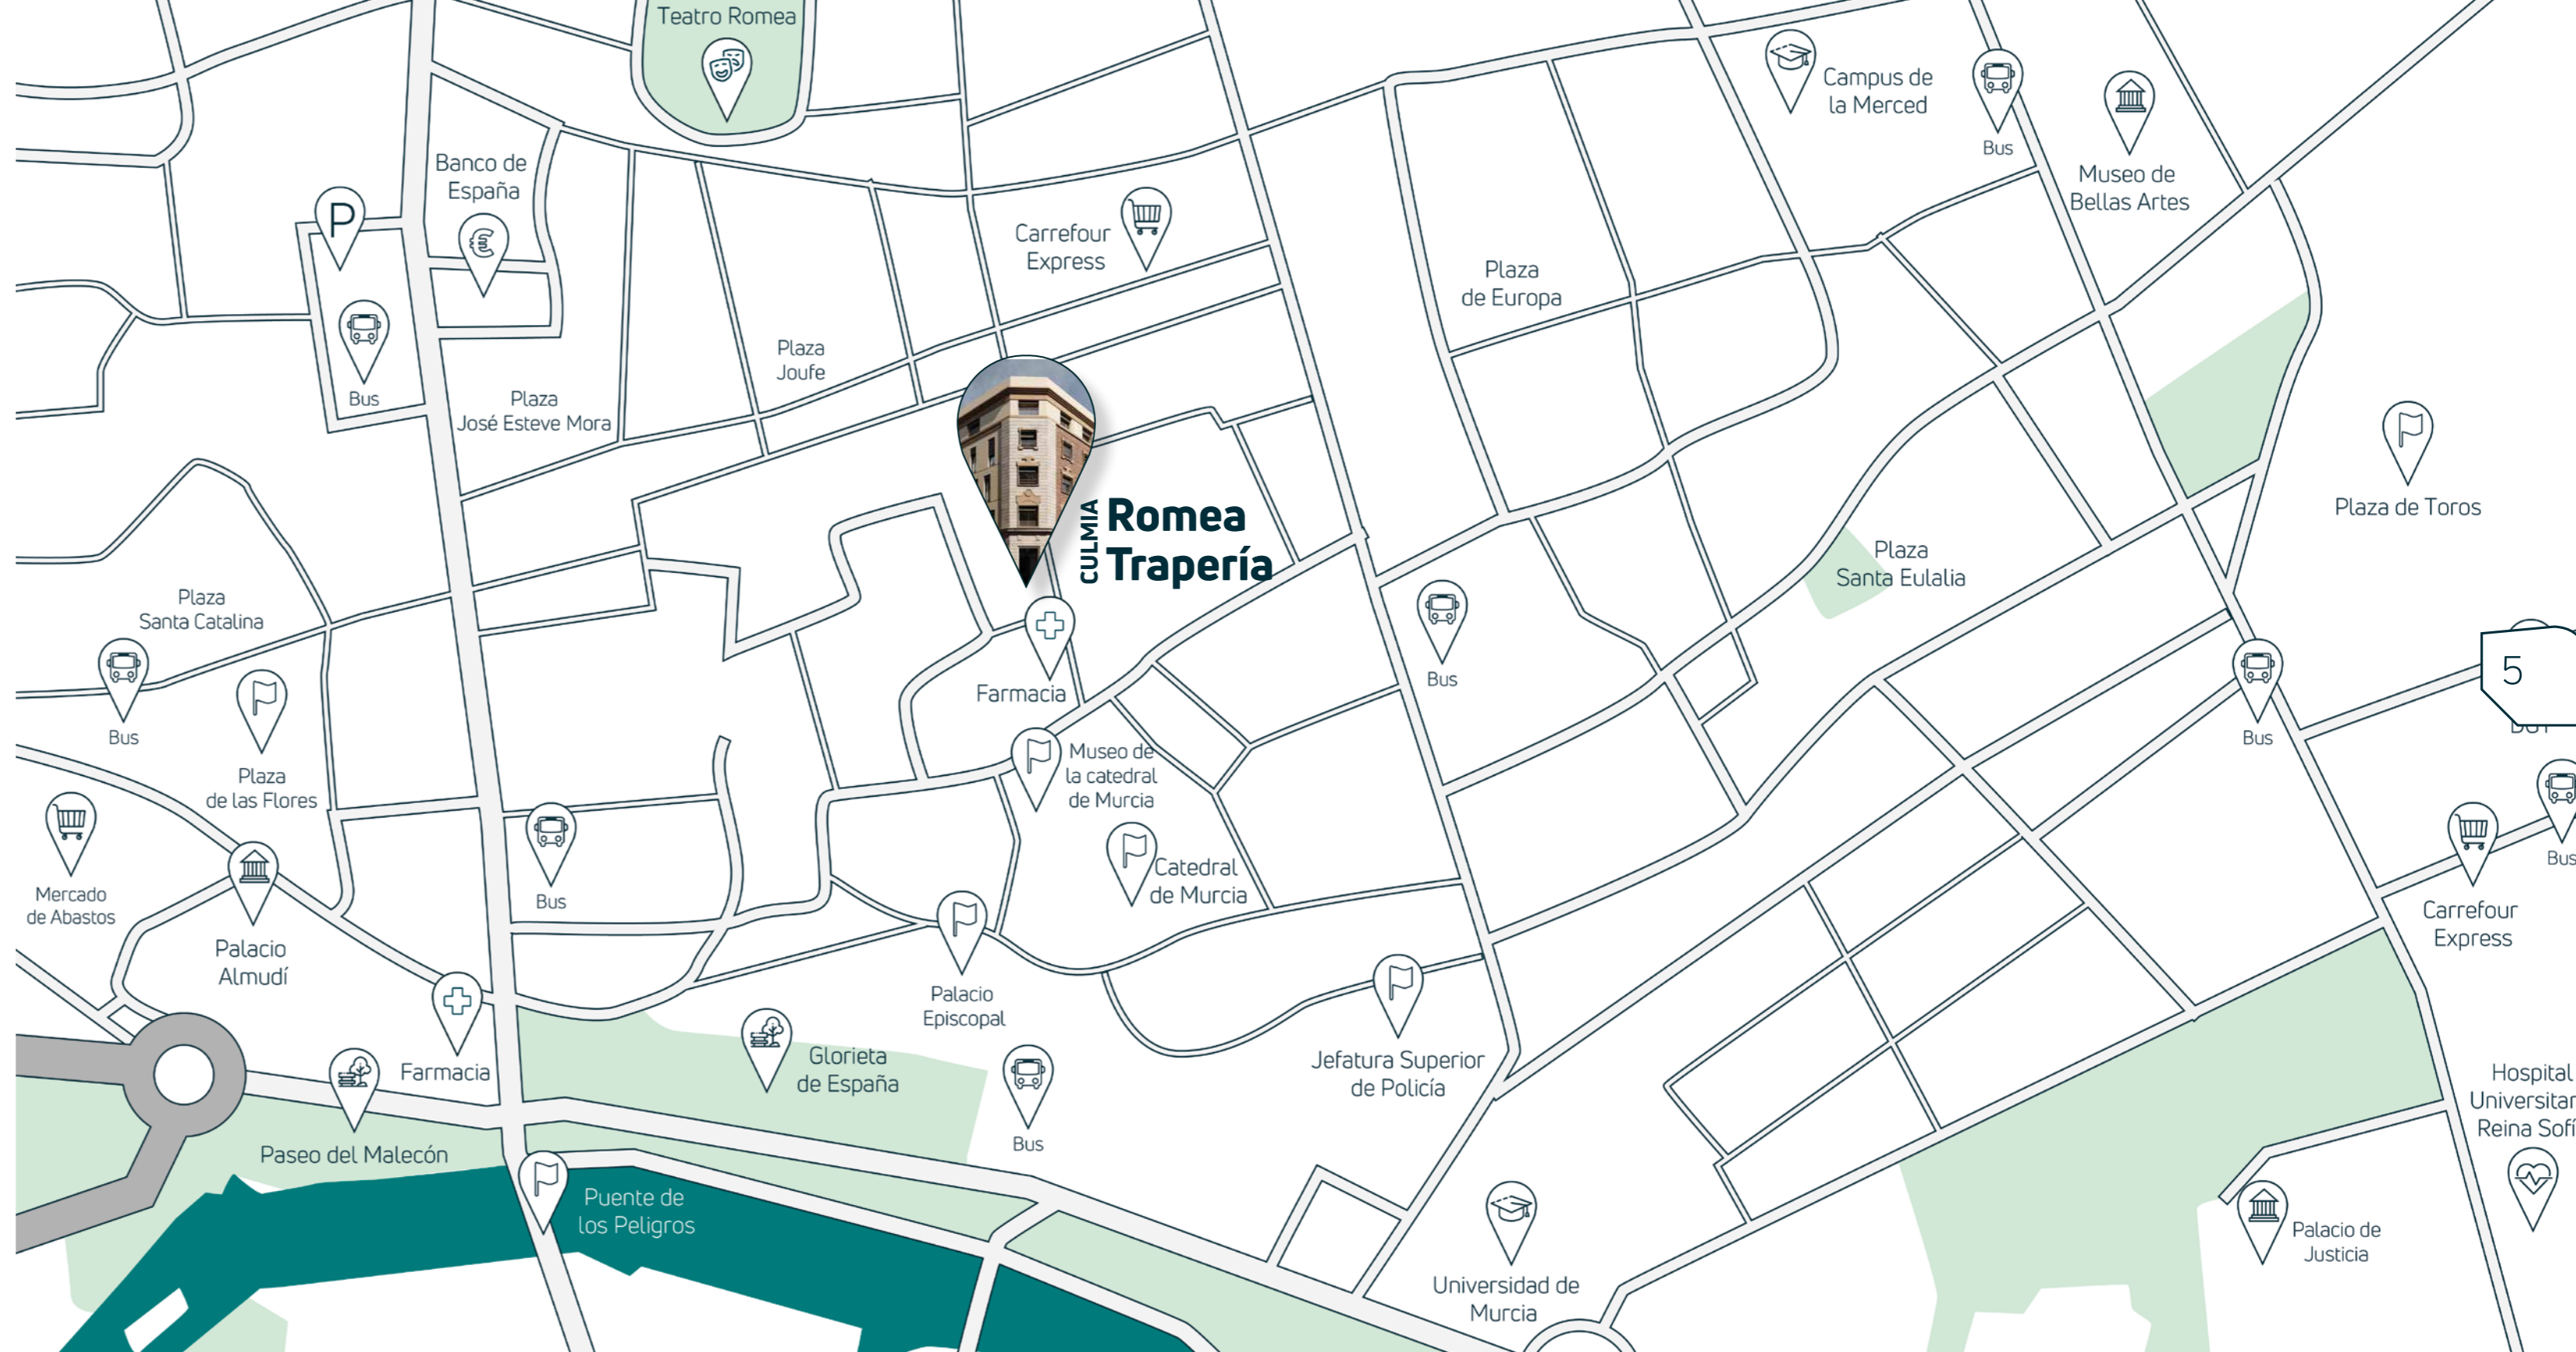 Teatro Romea
Campus de
la Merced
Bus
Museo de
Bellas Artes
Banco de
España
P
€
Carrefour
Express
Plaza
de Europa
Bus
Plaza
José Esteve Mora
Plaza
Joufe
Plaza de Toros
CULMIA
Romea
Trapería
Plaza
Santa Eulalia
Plaza
Santa Catalina
Bus
Plaza
de las Flores
Farmacia
Bus
Bus
5
Museo de
la catedral
de Murcia
Mercado
de Abastos
Bus
Catedral
de Murcia
Bus
Carrefour
Express
Palacio
Almudí
Palacio
Episcopal
Farmacia
Glorieta
de España
Jefatura Superior
de Policía
Hospital
Universitar
Reina Sofí
Bus
Paseo del Malecón
Puente de
los Peligros
Palacio de
Justicia
Universidad de
Murcia